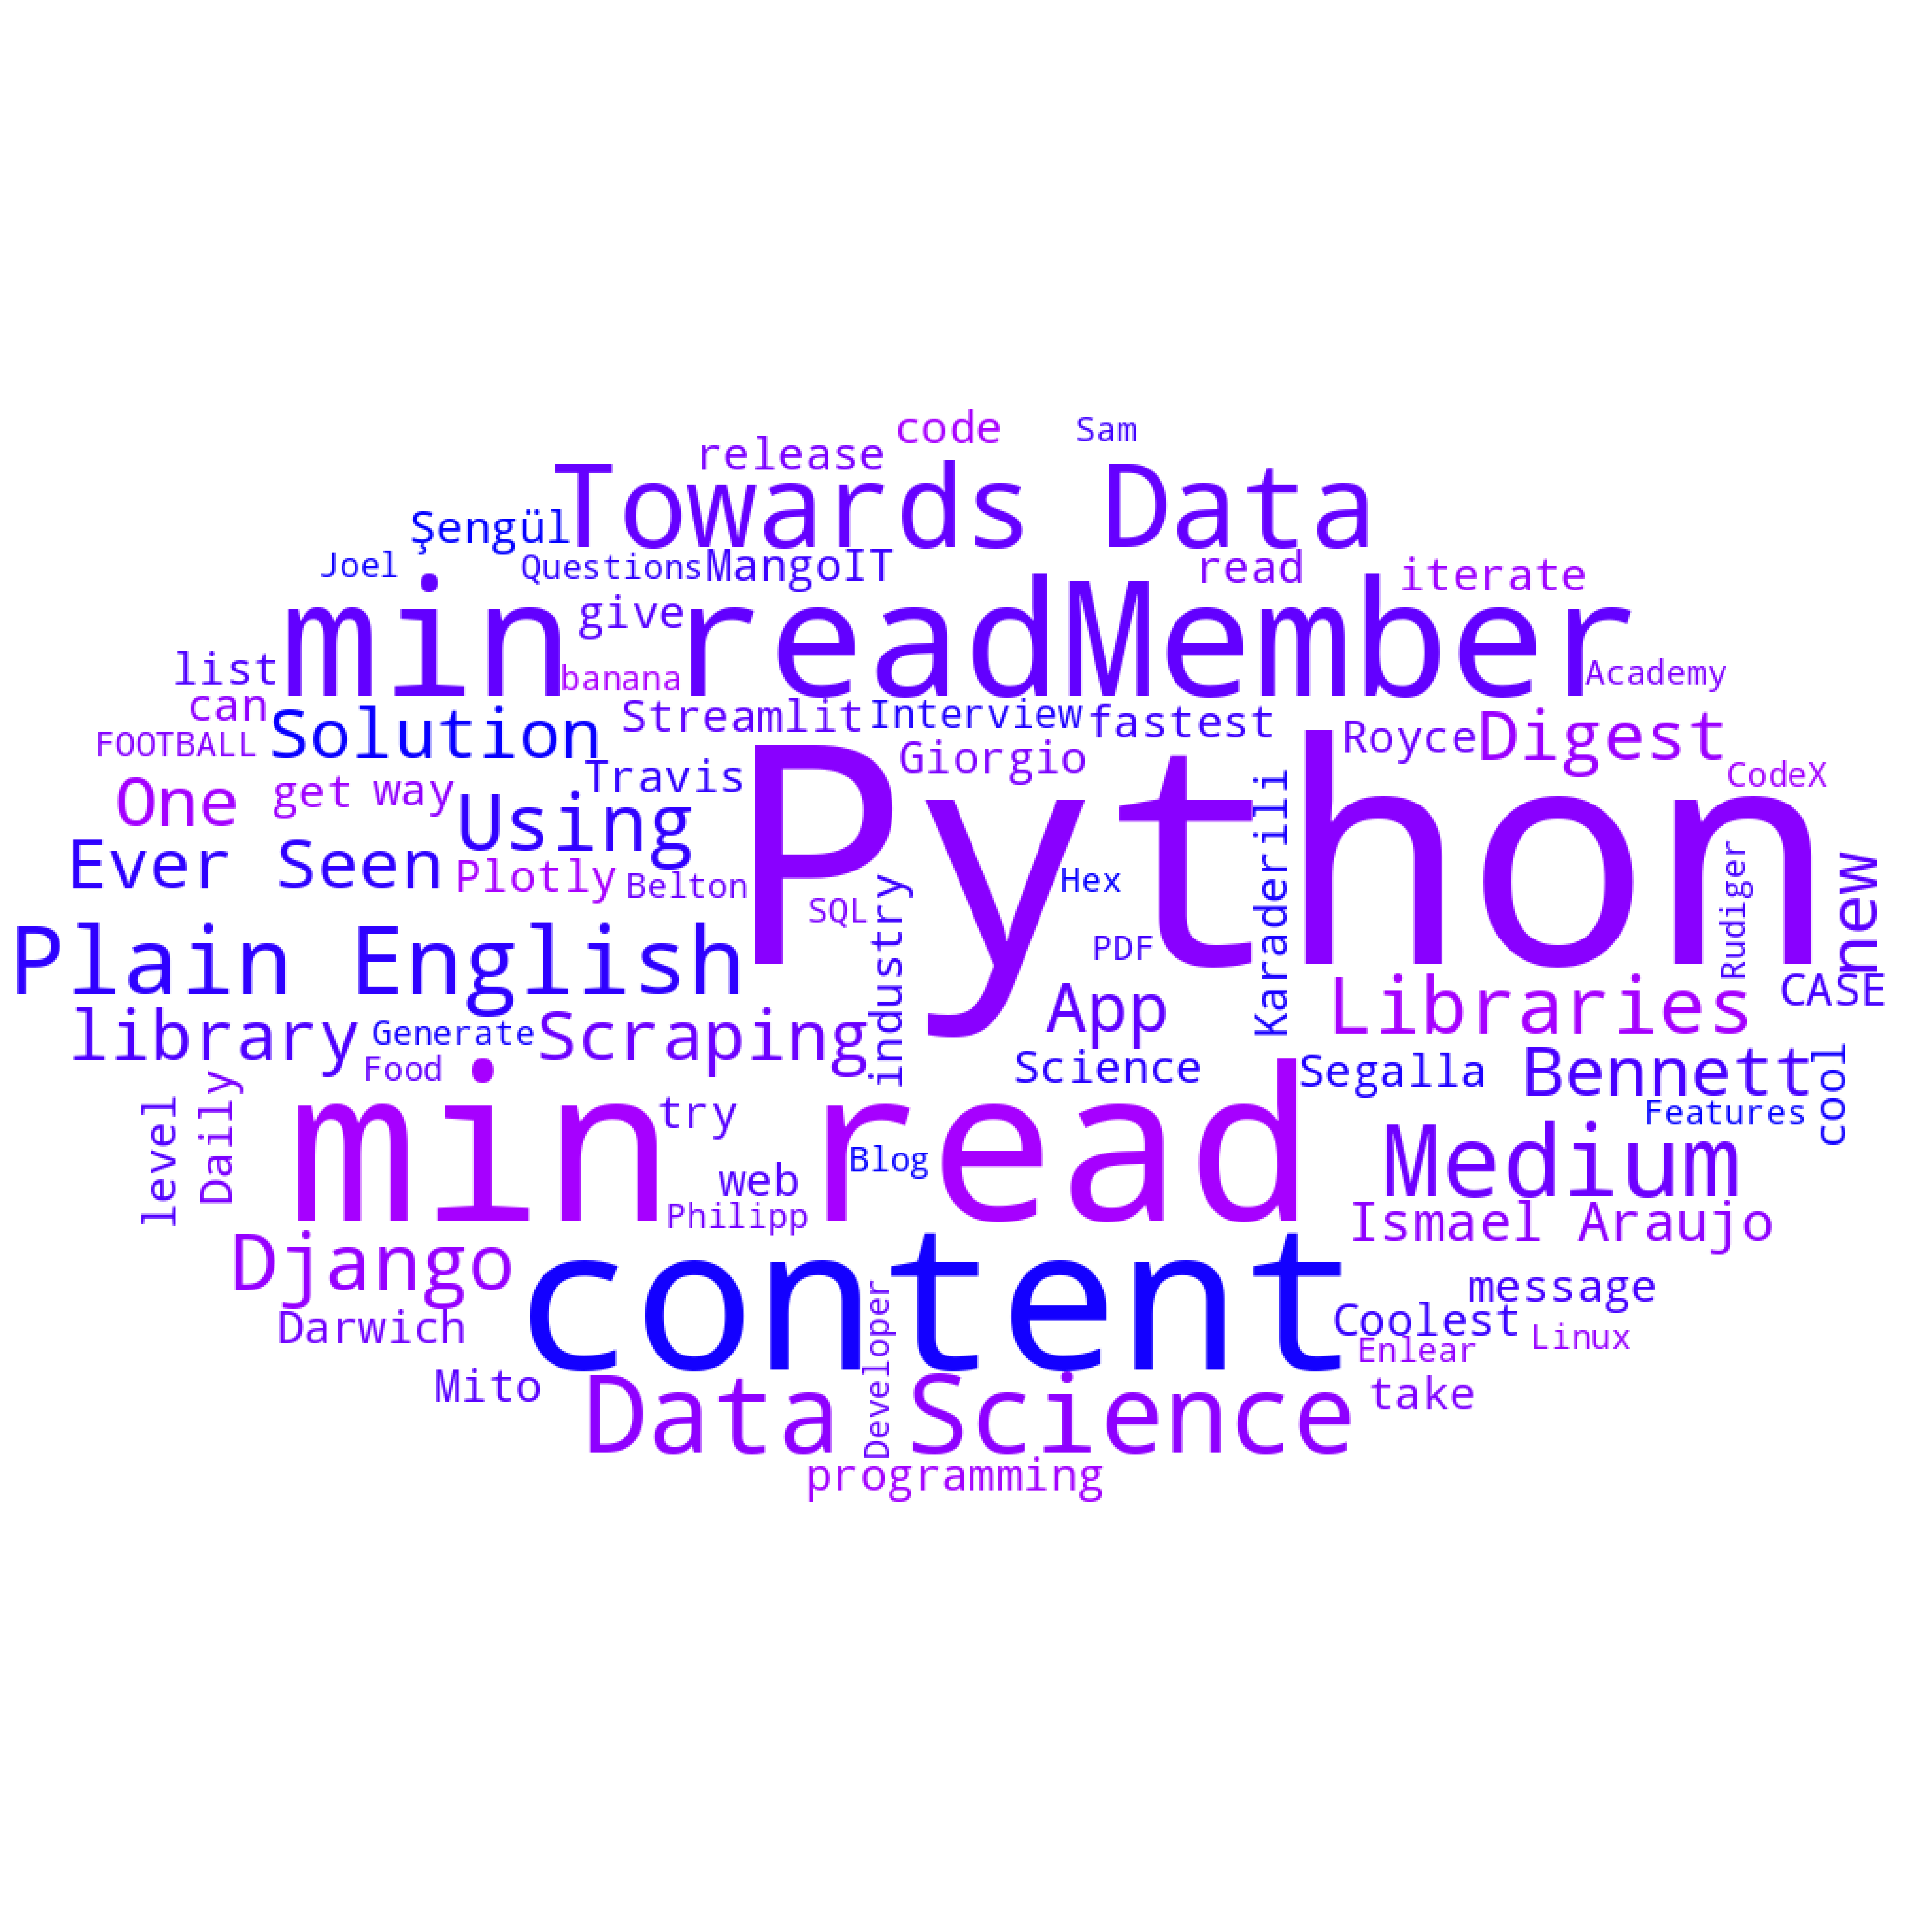 code
Sam
release
Towards Data
Şengül
Joel
Questions
MangoIT
read
iterate
min readMember
give
list
banana
Academy
can
Solution
Streamlit
Interview
fastest
Royce
Digest
FOOTBALL
Giorgio
Travis
CodeX
One
get
way
Using
Python
Karaderili
Ever Seen
Plotly
Belton
Hex
SQL
industry
Rudiger
new
Plain English
PDF
App
Libraries
CASE
library
Generate
Scraping
Food
Science
Segalla
Bennett
cool
level
Daily
min read
try
Features
Blog
Medium
web
Philipp
Ismael Araujo
Django
content
message
Darwich
Developer
Coolest
Linux
Enlear
Mito
Data Science
take
programming